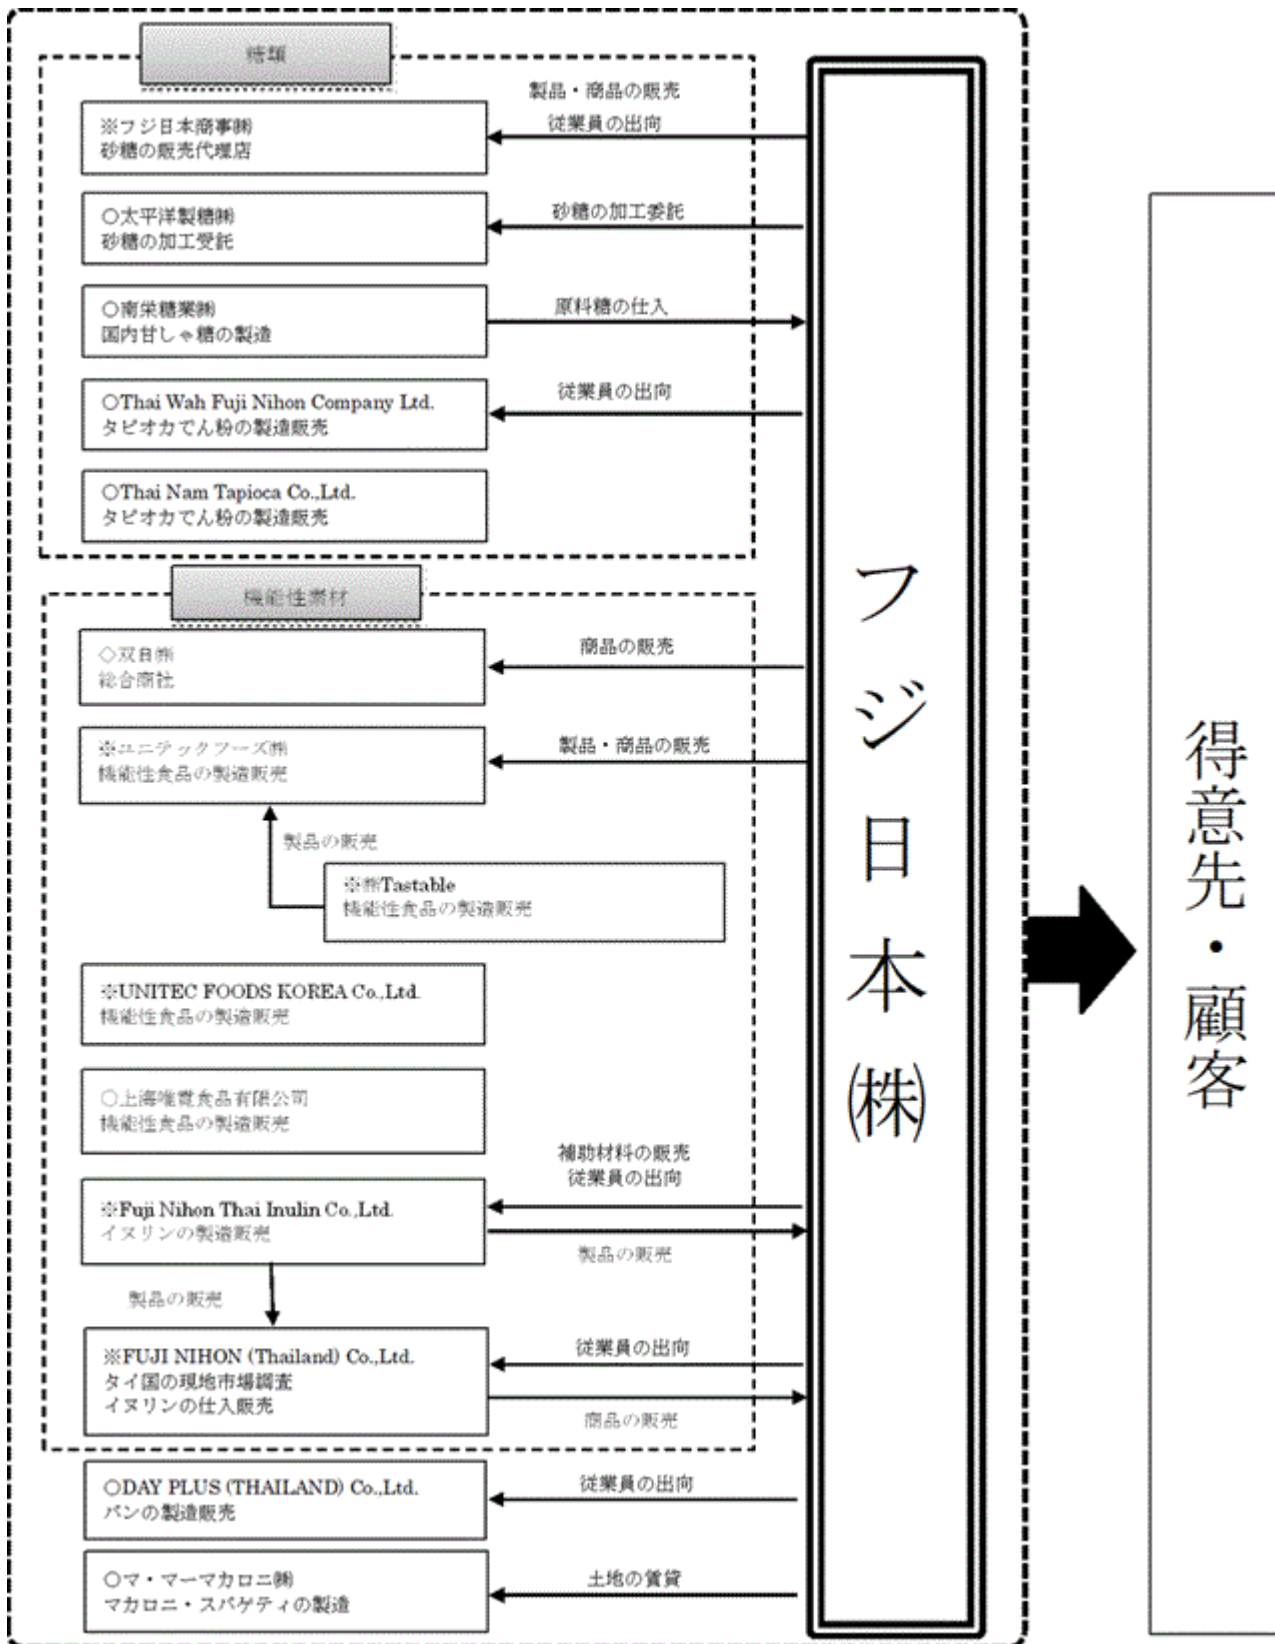 糖類
製品・商品の販売
従業員の出向
※フジ日本商事㈱
砂糖の販売代理店
砂糖の加工委託
○太平洋製糖㈱
砂糖の加工受託
原料糖の仕入
○南栄糖業㈱
国内甘しゃ糖の製造
従業員の出向
○Thai Wah Fuji Nihon Company Ltd.
タピオカでん粉の製造販売
○Thai Nam Tapioca Co.,Ltd.
タピオカでん粉の製造販売
機能性素材
商品の販売
◇双日㈱
総合商社
製品・商品の販売
※ユニテックフーズ㈱
機能性食品の製造販売
製品の販売
※㈱Tastable
機能性食品の製造販売
※UNITEC FOODS KOREA Co.,Ltd.
機能性食品の製造販売
○上海唯霓食品有限公司
機能性食品の製造販売
補助材料の販売
従業員の出向
※Fuji Nihon Thai Inulin Co.,Ltd.
イヌリンの製造販売
製品の販売
製品の販売
従業員の出向
※FUJI NIHON (Thailand) Co.,Ltd.
タイ国の現地市場調査
イヌリンの仕入販売
商品の販売
従業員の出向
○DAY PLUS (THAILAND) Co.,Ltd.
パンの製造販売
土地の賃貸
○マ・マーマカロニ㈱
マカロニ・スパゲティの製造
フジ日本㈱
得意先・顧客